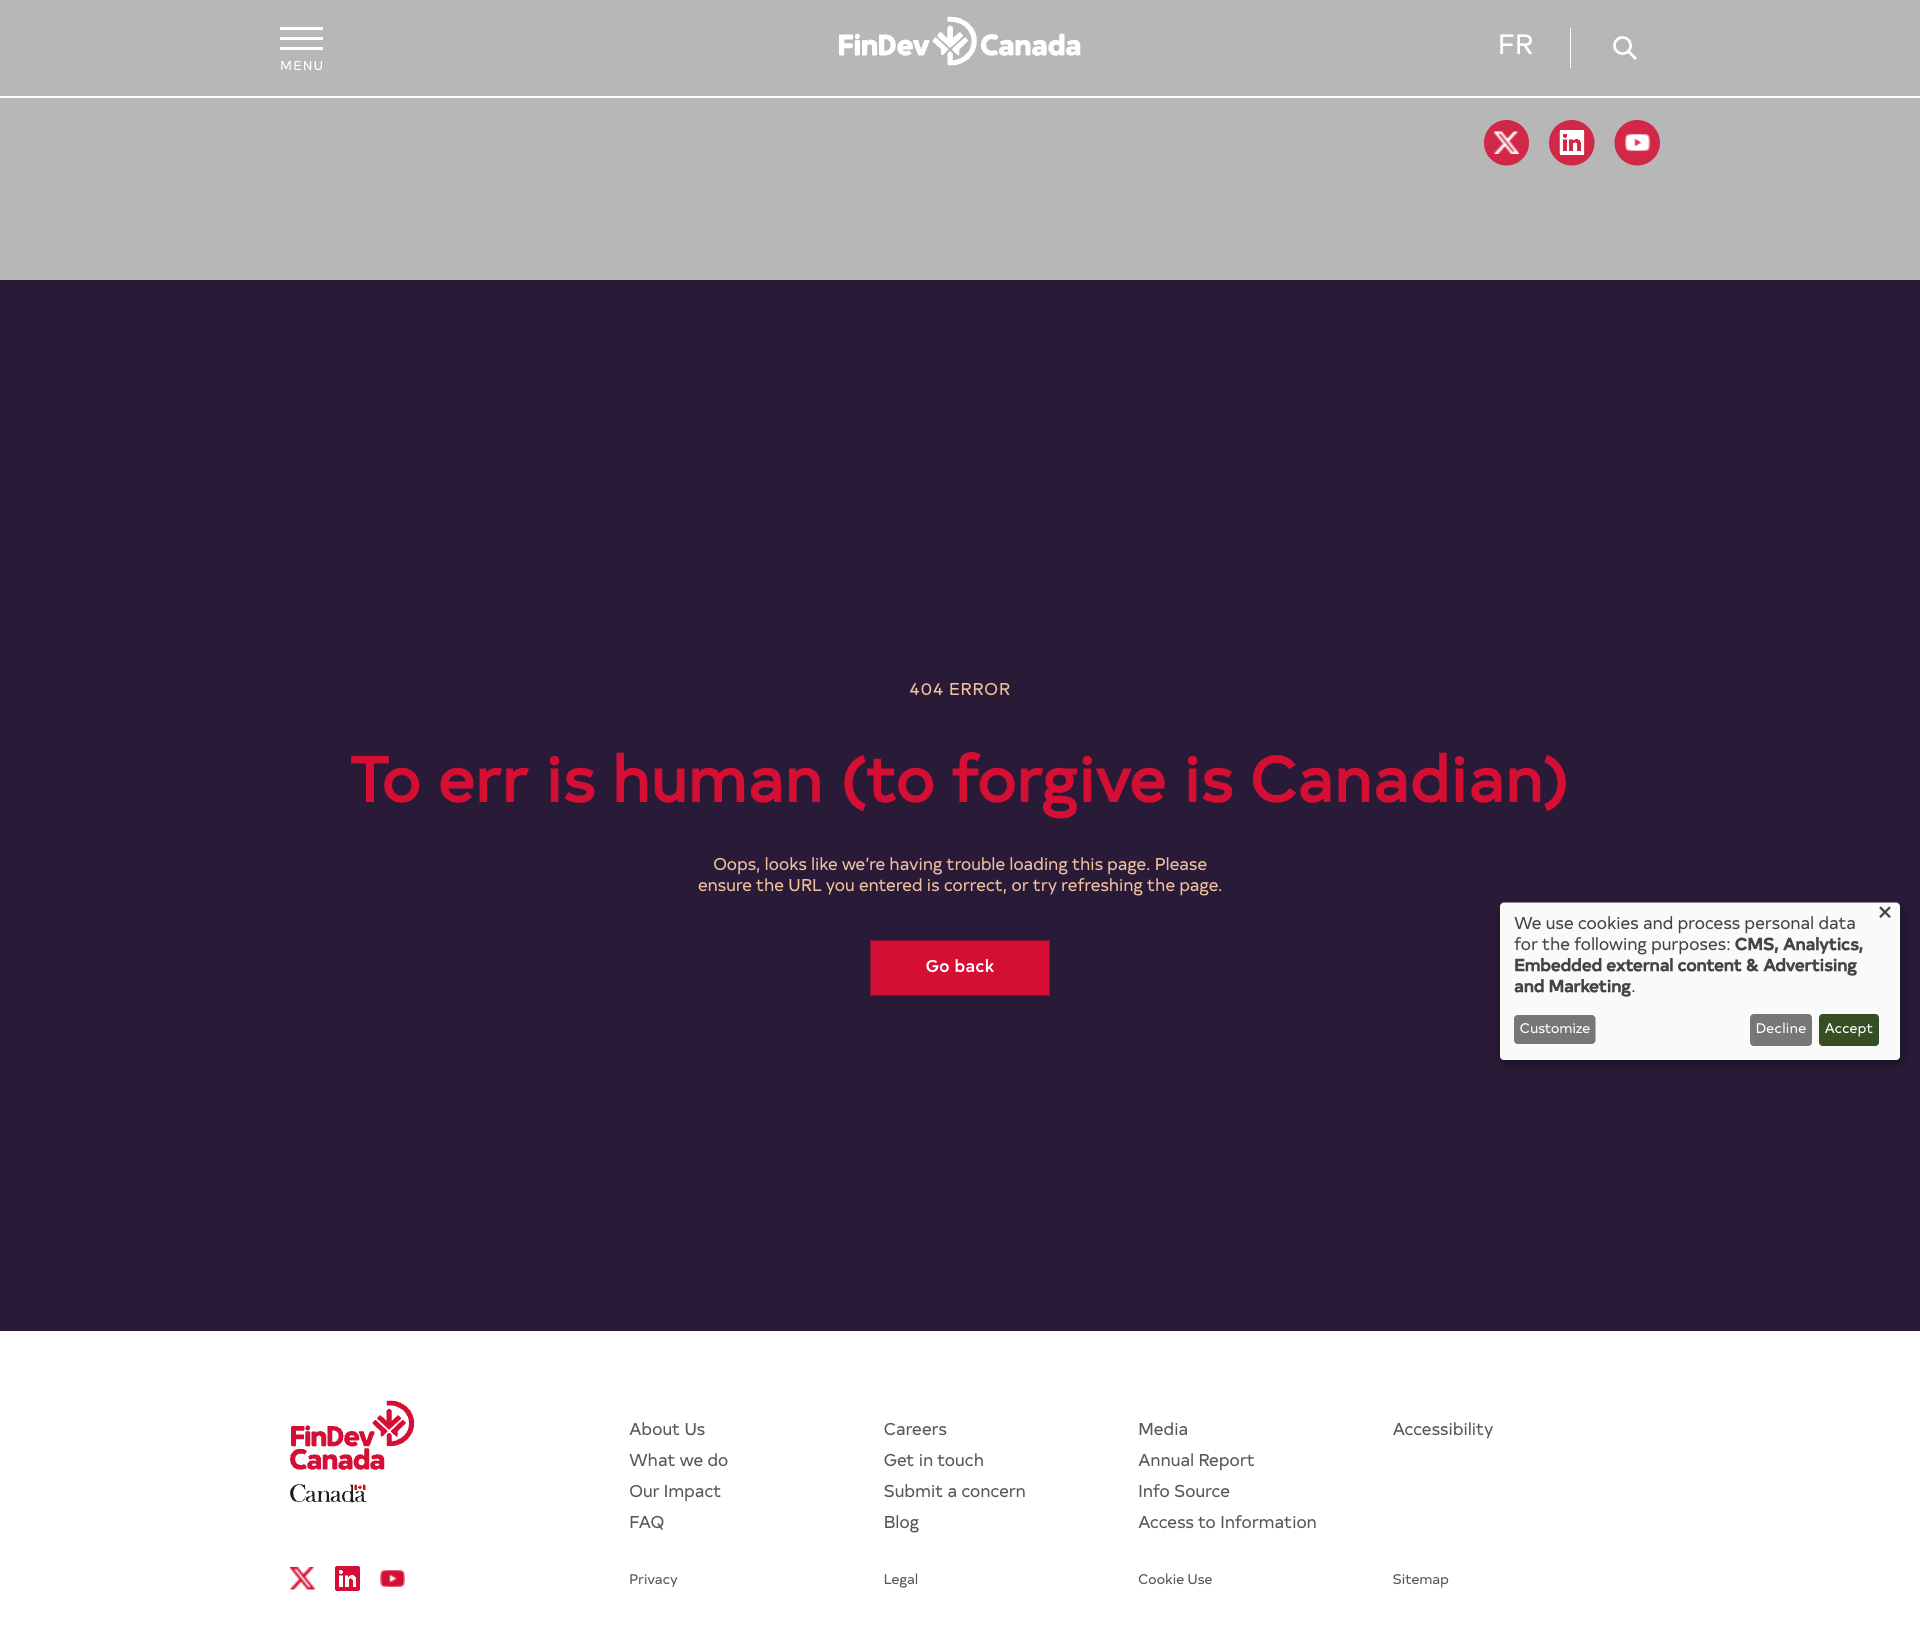 MENU
FinDev Canada
FR
404 ERROR
To err is human (to forgive is Canadian)
Oops, looks like we're having trouble loading this page. Please
ensure the URL you entered is correct, or try refreshing the page.
Go back
We use cookies and process personal data
for the following purposes: CMS, Analytics,
Embedded external content & Advertising
and Marketing.
Customize
Decline
Accept
FinDev
Canada
Canada
About Us
What we do
Our Impact
FAQ
Careers
Get in touch
Submit a concern
Blog
Media
Annual Report
Info Source
Access to Information
Accessibility
Privacy
Legal
Cookie Use
Sitemap